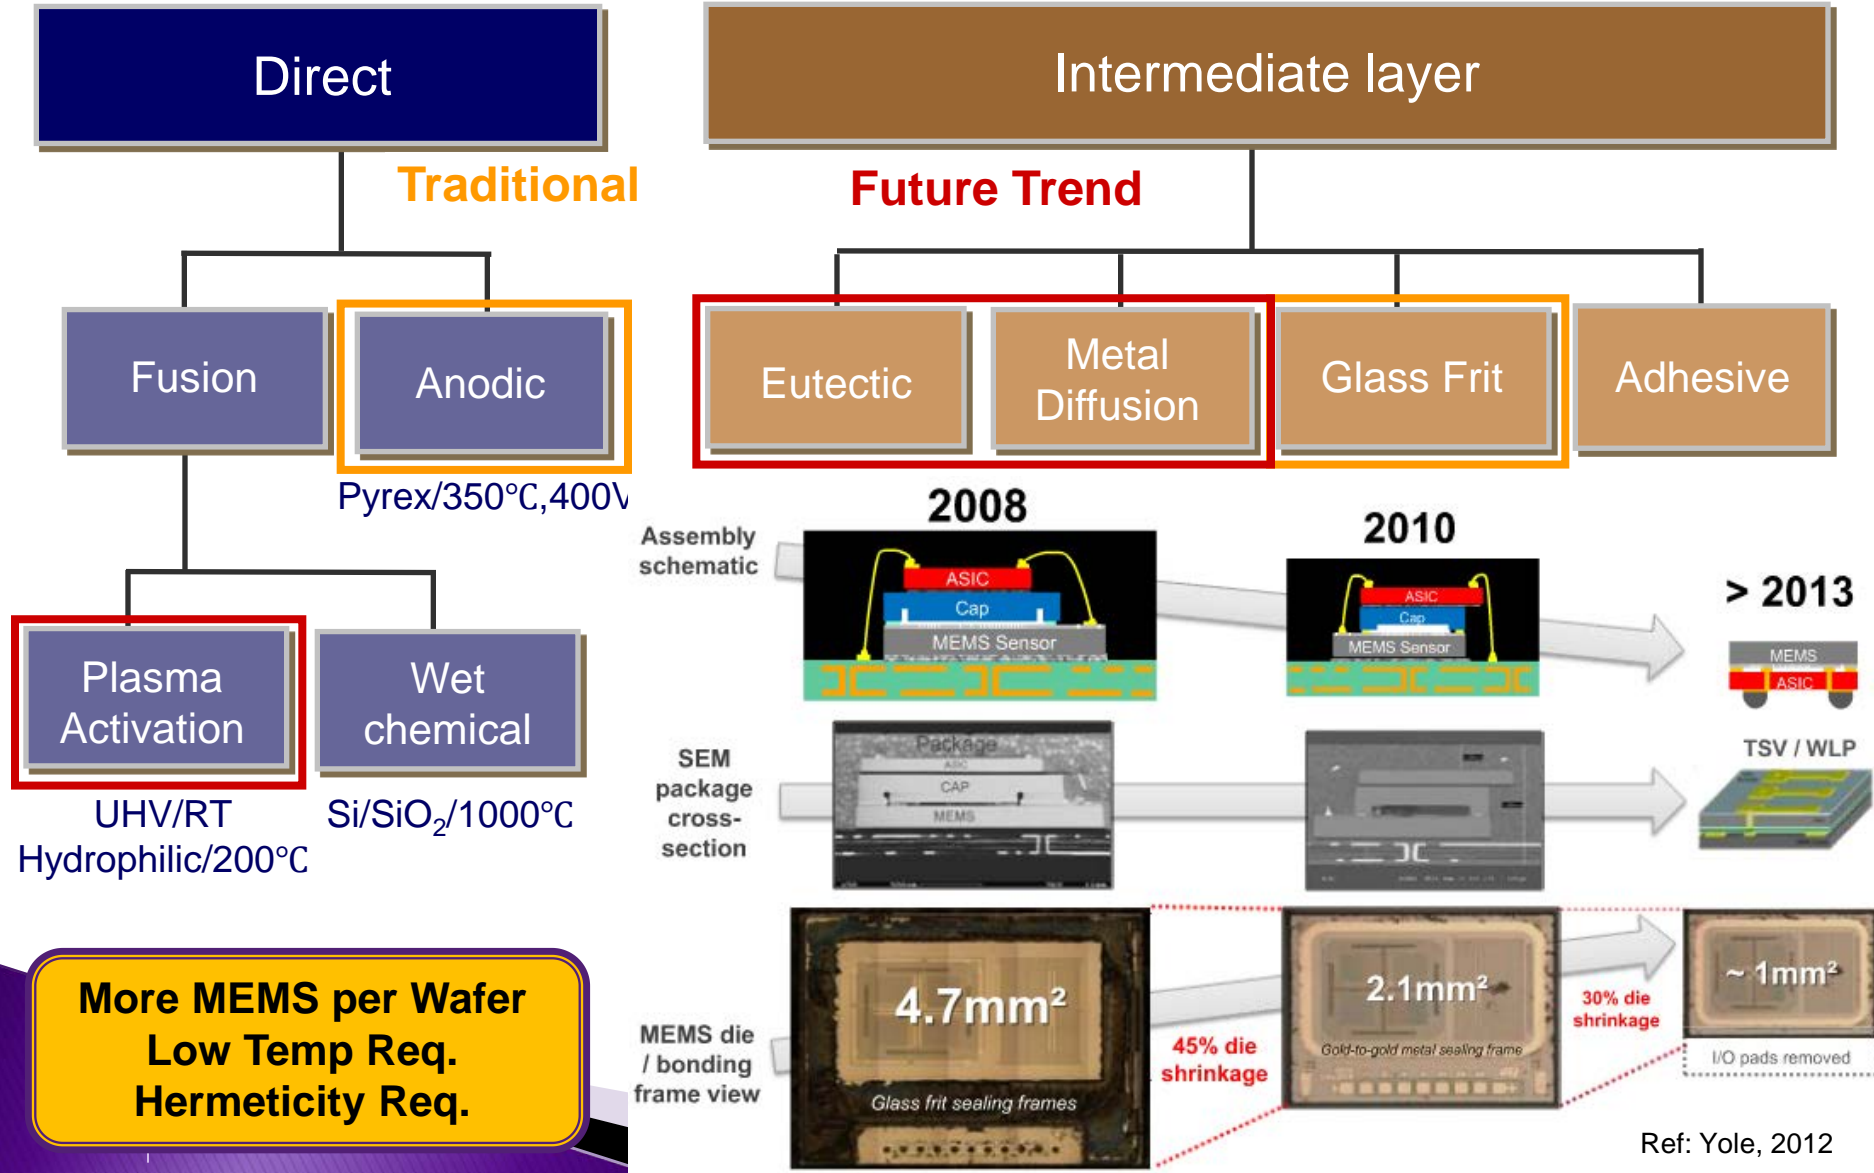 Direct
Intermediate layer
Traditional
Future Trend
Fusion
Anodic
Eutectic
Metal
Diffusion
Glass Frit
Adhesive
Pyrex/350℃,400V
Plasma
Activation
Wet
chemical
UHV/RT
Hydrophilic/200℃
Si/SiO2/1000℃
More MEMS per Wafer
Low Temp Req.
Hermeticity Req.
2008
2010
> 2013
Assembly
schematic
ASIC
Cap
MEMS Sensor
ASIC
Cap
MEMS Sensor
MEMS
ASIC
TSV / WLP
SEM
package
cross-
section
Package
ASIC
CAP
MEMS
MEMS die
/ bonding
frame view
4.7mm²
Glass frit sealing frames
45% die
shrinkage
2.1mm²
Gold-to-gold metal sealing frame
30% die
shrinkage
~ 1mm²
I/O pads removed
Ref: Yole, 2012